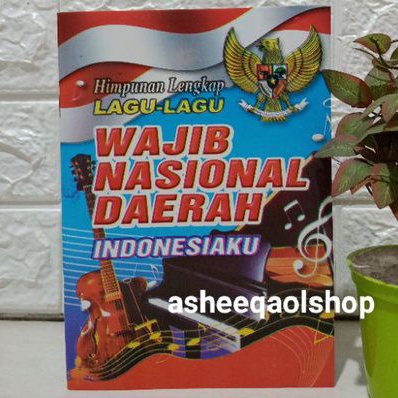 Himpunan Lengkap
LAGU-LAGU
WAJIB
NASIONAL
DAERAH
INDONESIAKU
asheeqaolshop